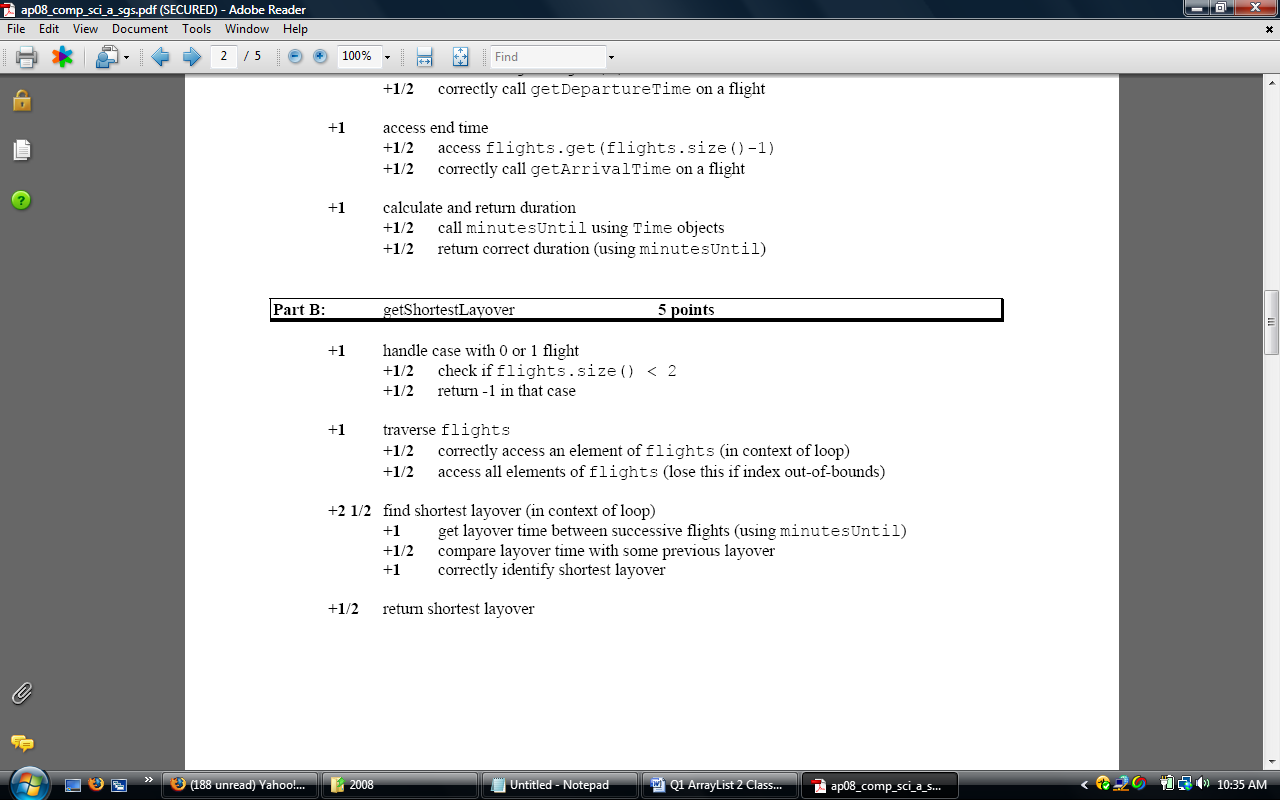 ap08_comp_sci_a_sgs.pdf (SECURED) - Adobe Reader
File Edit View Document Tools Window Help
2 / 5 100% Find
+1/2 correctly call getDepartureTime on a flight
+1 access end time
+1/2 access flights.get(flights.size()-1)
+1/2 correctly call getArrivalTime on a flight
+1 calculate and return duration
+1/2 call minutesUntil using Time objects
+1/2 return correct duration (using minutesUntil)
Part B: getShortestLayover 5 points
+1 handle case with 0 or 1 flight
+1/2 check if flights.size() < 2
+1/2 return -1 in that case
+1 traverse flights
+1/2 correctly access an element of flights (in context of loop)
+1/2 access all elements of flights (lose this if index out-of-bounds)
+2 1/2 find shortest layover (in context of loop)
+1 get layover time between successive flights (using minutesUntil)
+1/2 compare layover time with some previous layover
+1 correctly identify shortest layover
+1/2 return shortest layover
(188 unread) Yahoo!... 2008 Untitled - Notepad Q1 ArrayList 2 Class... ap08_comp_sci_a_s... 10:35 AM